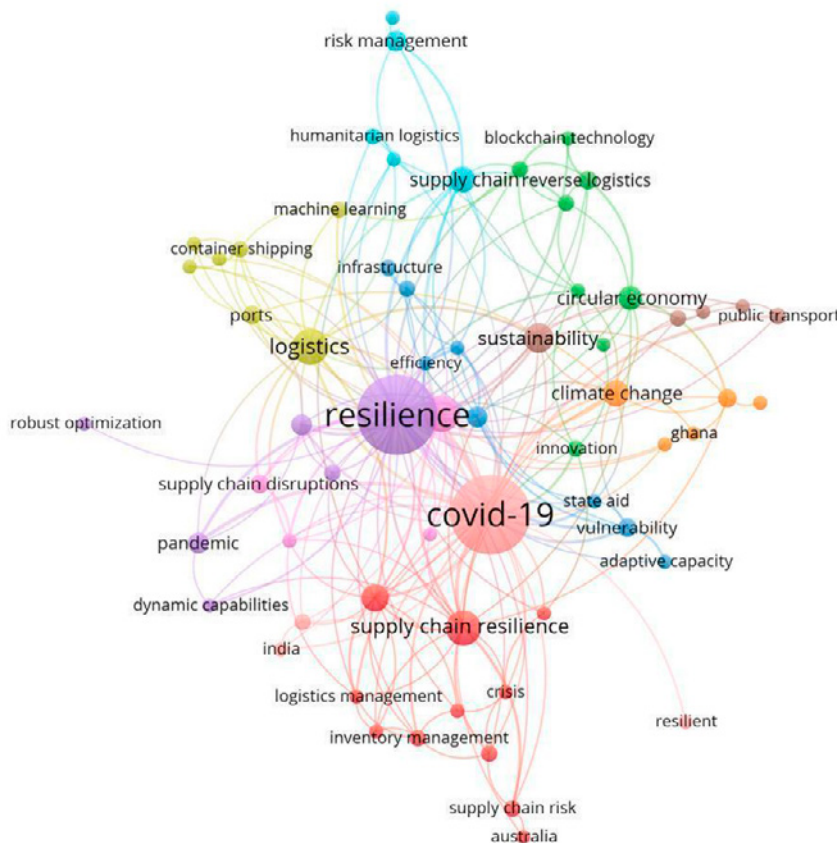 risk management
humanitarian logistics
blockchain technology
supply chain
reverse logistics
machine learning
container shipping
infrastructure
circular economy
ports
public transport
logistics
sustainability
efficiency
climate change
resilience
robust optimization
ghana
innovation
supply chain disruptions
state aid
covid-19
vulnerability
pandemic
adaptive capacity
dynamic capabilities
supply chain resilience
india
logistics management
crisis
resilient
inventory management
supply chain risk
australia